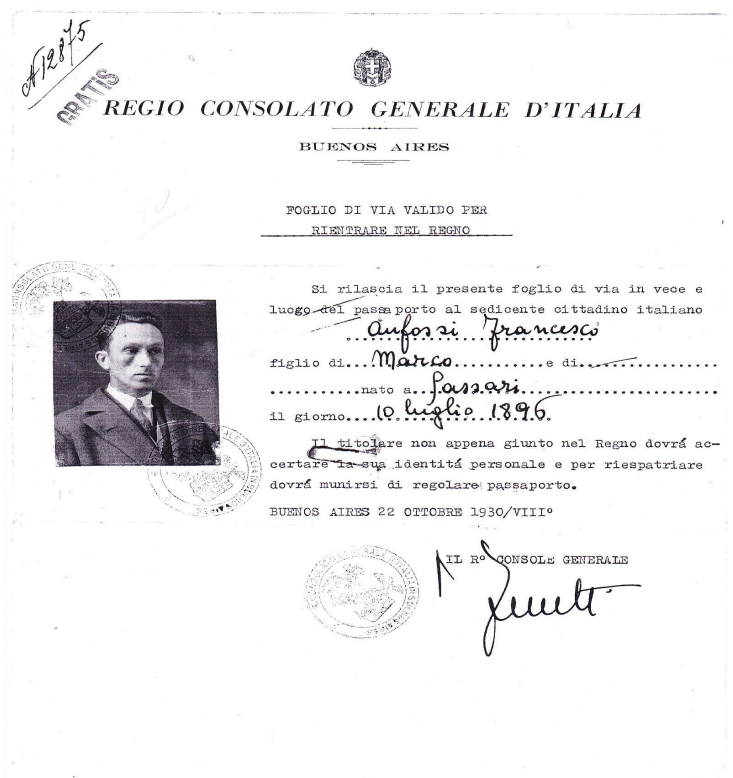 N 12875
GRATIS
REGIO CONSOLATO GENERALE D'ITALIA
BUENOS AIRES
FOGLIO DI VIA VALIDO PER
RIENTRARE NEL REGNO
Si rilascia il presente foglio di via in vece e
luogo del passaporto al sedicente cittadino italiano
Anfossi Francesco
figlio di...Marco..........e di.................
..........nato a.Sassari.......................
il giorno...10 luglio 1896.
Il titolare non appena giunto nel Regno dovrá ac-
certare la sua identitá personale e per riespatriare
dovrá munirsi di regolare passaporto.
BUENOS AIRES 22 OTTOBRE 1930/VIIIº
IL Rº CONSOLE GENERALE